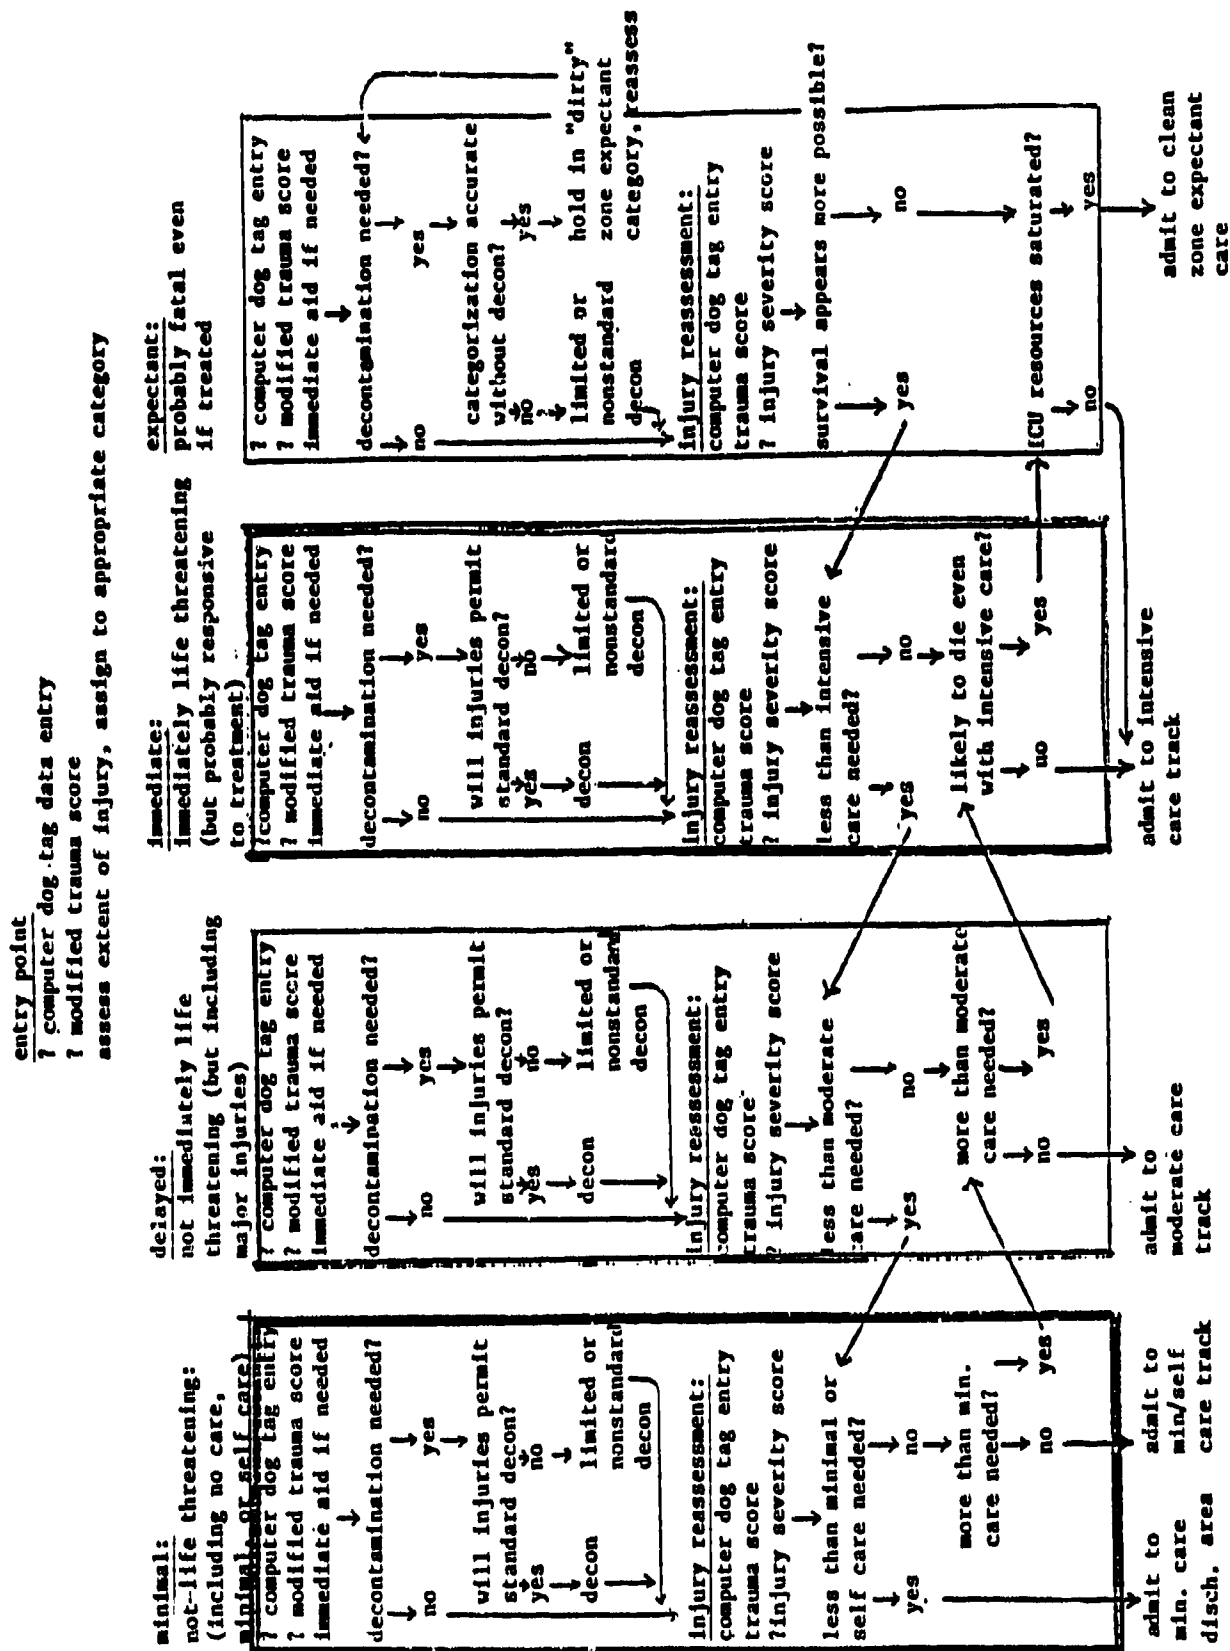 entry point
? computer dog tag data entry
? modified trauma score
assess extent of injury, assign to appropriate category
minimal:
not-life threatening:
(including no care,
minimal or self care)
? computer dog tag entry
? modified trauma score
immediate aid if needed
decontamination needed?
no
yes
will injuries permit
standard decon?
yes
no
decon
limited or
nonstandard
decon
injury reassessment:
computer dog tag entry
trauma score
?injury severity score
less than minimal or
self care needed?
yes
no
more than min.
care needed?
no
yes
admit to
min. care
disch. area
admit to
min/self
care track
delayed:
not immediately life
threatening (but including
major injuries)
? computer dog tag entry
? modified trauma score
immediate aid if needed
decontamination needed?
no
yes
will injuries permit
standard decon?
yes
no
decon
limited or
nonstandard
decon
injury reassessment:
computer dog tag entry
trauma score
? injury severity score
less than moderate
care needed?
yes
no
more than moderate
care needed?
no
yes
admit to
moderate care
track
immediate:
immediately life threatening
(but probably responsive
to treatment)
?computer dog tag entry
? modified trauma score
immediate aid if needed
decontamination needed?
no
yes
will injuries permit
standard decon?
yes
no
decon
limited or
nonstandard
decon
injury reassessment:
computer dog tag entry
trauma score
? injury severity score
less than intensive
care needed?
yes
no
likely to die even
with intensive care?
no
yes
admit to intensive
care track
expectant:
probably fatal even
if treated
? computer dog tag entry
? modified trauma score
immediate aid if needed
decontamination needed?
no
yes
categorization accurate
without decon?
no
yes
?
limited or
nonstandard
decon
hold in "dirty"
zone expectant
category, reassess
injury reassessment:
computer dog tag entry
trauma score
? injury severity score
survival appears more possible?
yes
no
ICU resources saturated?
no
yes
admit to clean
zone expectant
care